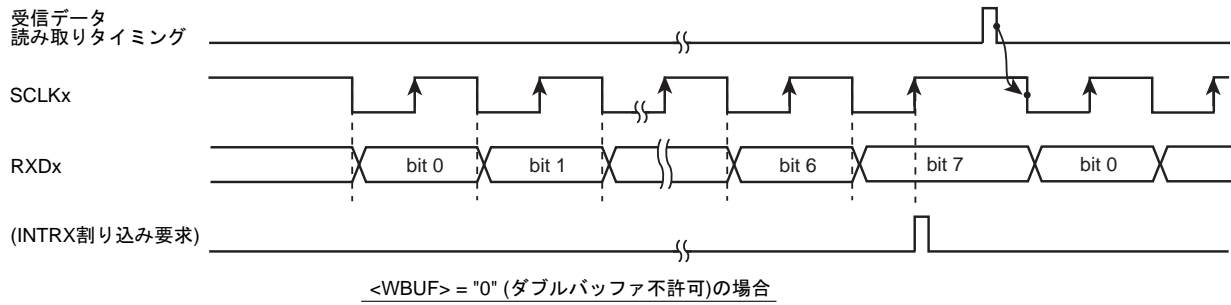 受信データ
読み取りタイミング
SCLKx
RXDx
bit 0
bit 1
bit 6
bit 7
bit 0
(INTRX割り込み要求)
<WBUF> = "0" (ダブルバッファ不許可)の場合